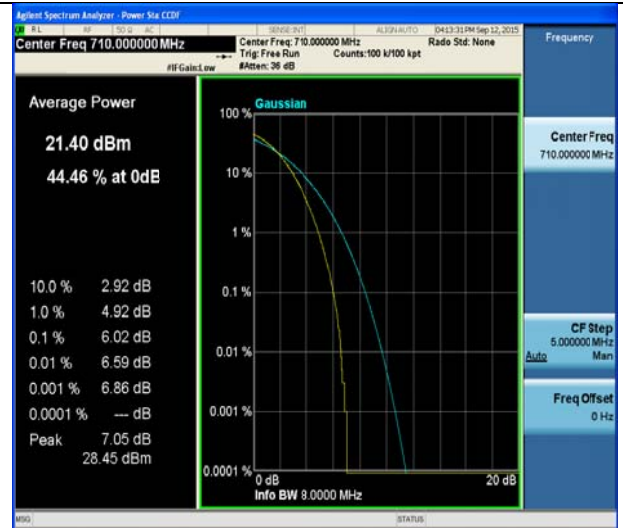 Agilent Spectrum Analyzer - Power Sta CCDF
RL RF 50 Ω AC SENSE:INT ALIGN AUTO 04:13:31 PM Sep 12, 2015
Center Freq 710.000000 MHz
Center Freq: 710.000000 MHz Rado Std: None
Trig: Free Run Counts:100 k/100 kpt
#IFGain:Low #Atten: 36 dB
Frequency
Average Power
21.40 dBm
44.46 % at 0dB
10.0 % 2.92 dB
1.0 % 4.92 dB
0.1 % 6.02 dB
0.01 % 6.59 dB
0.001 % 6.86 dB
0.0001 % --- dB
Peak 7.05 dB
28.45 dBm
Gaussian
100 %
10 %
1 %
0.1 %
0.01 %
0.001 %
0.0001 %
0 dB 20 dB
Info BW 8.0000 MHz
Center Freq
710.000000 MHz
CF Step
5.000000 MHz
Auto Man
Freq Offset
0 Hz
MSG STATUS